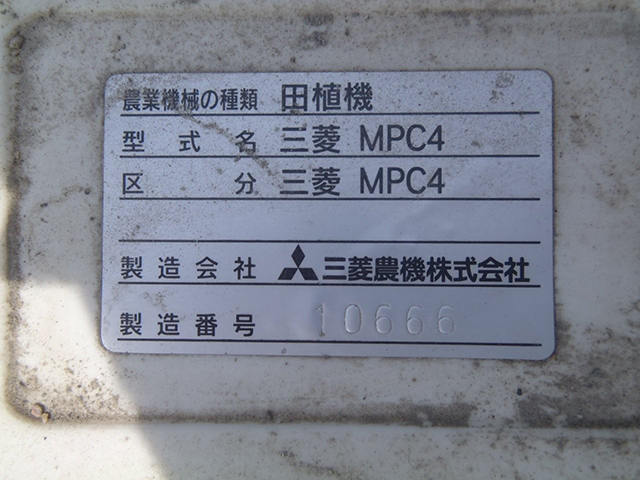 農業機械の種類 田植機
型式名 三菱 MPC4
区分 三菱 MPC4
製造会社 三菱農機株式会社
製造番号 10666